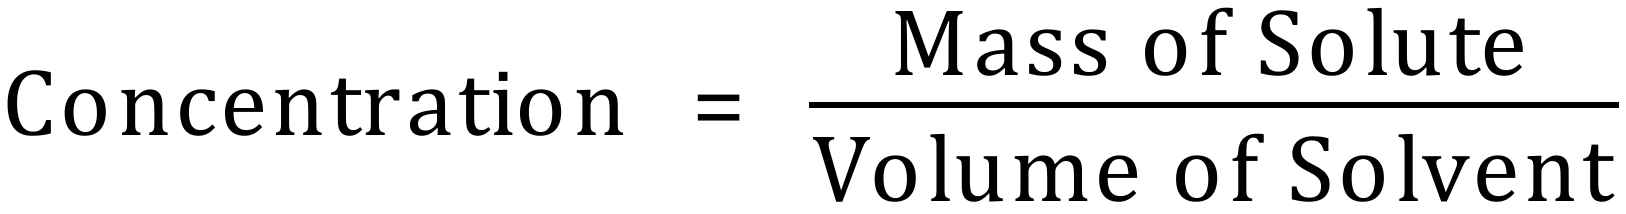 Mass of Solute
Concentration =
Volume of Solvent